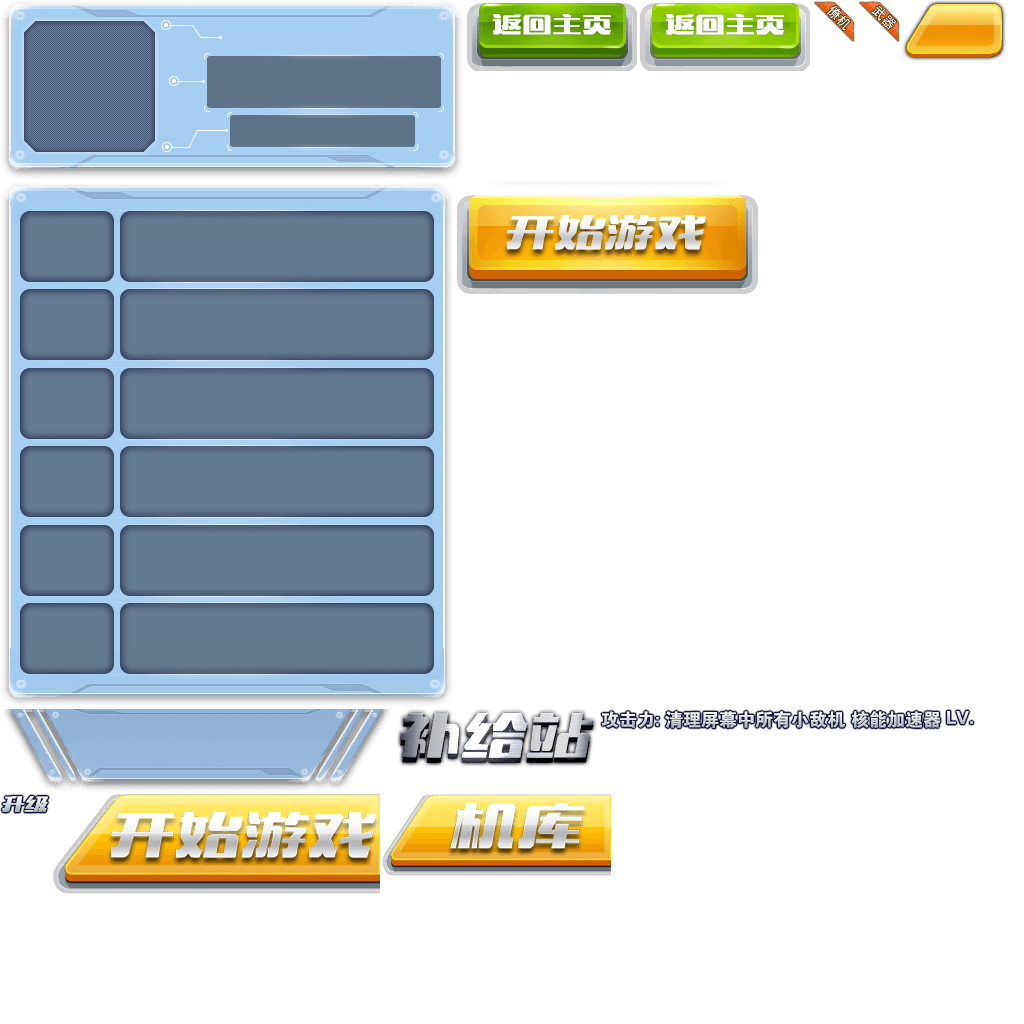 返回主页
返回主页
僚机
武器
开始游戏
补给站
攻击力: 清理屏幕中所有小敌机 核能加速器 LV.
升级
开始游戏
机库